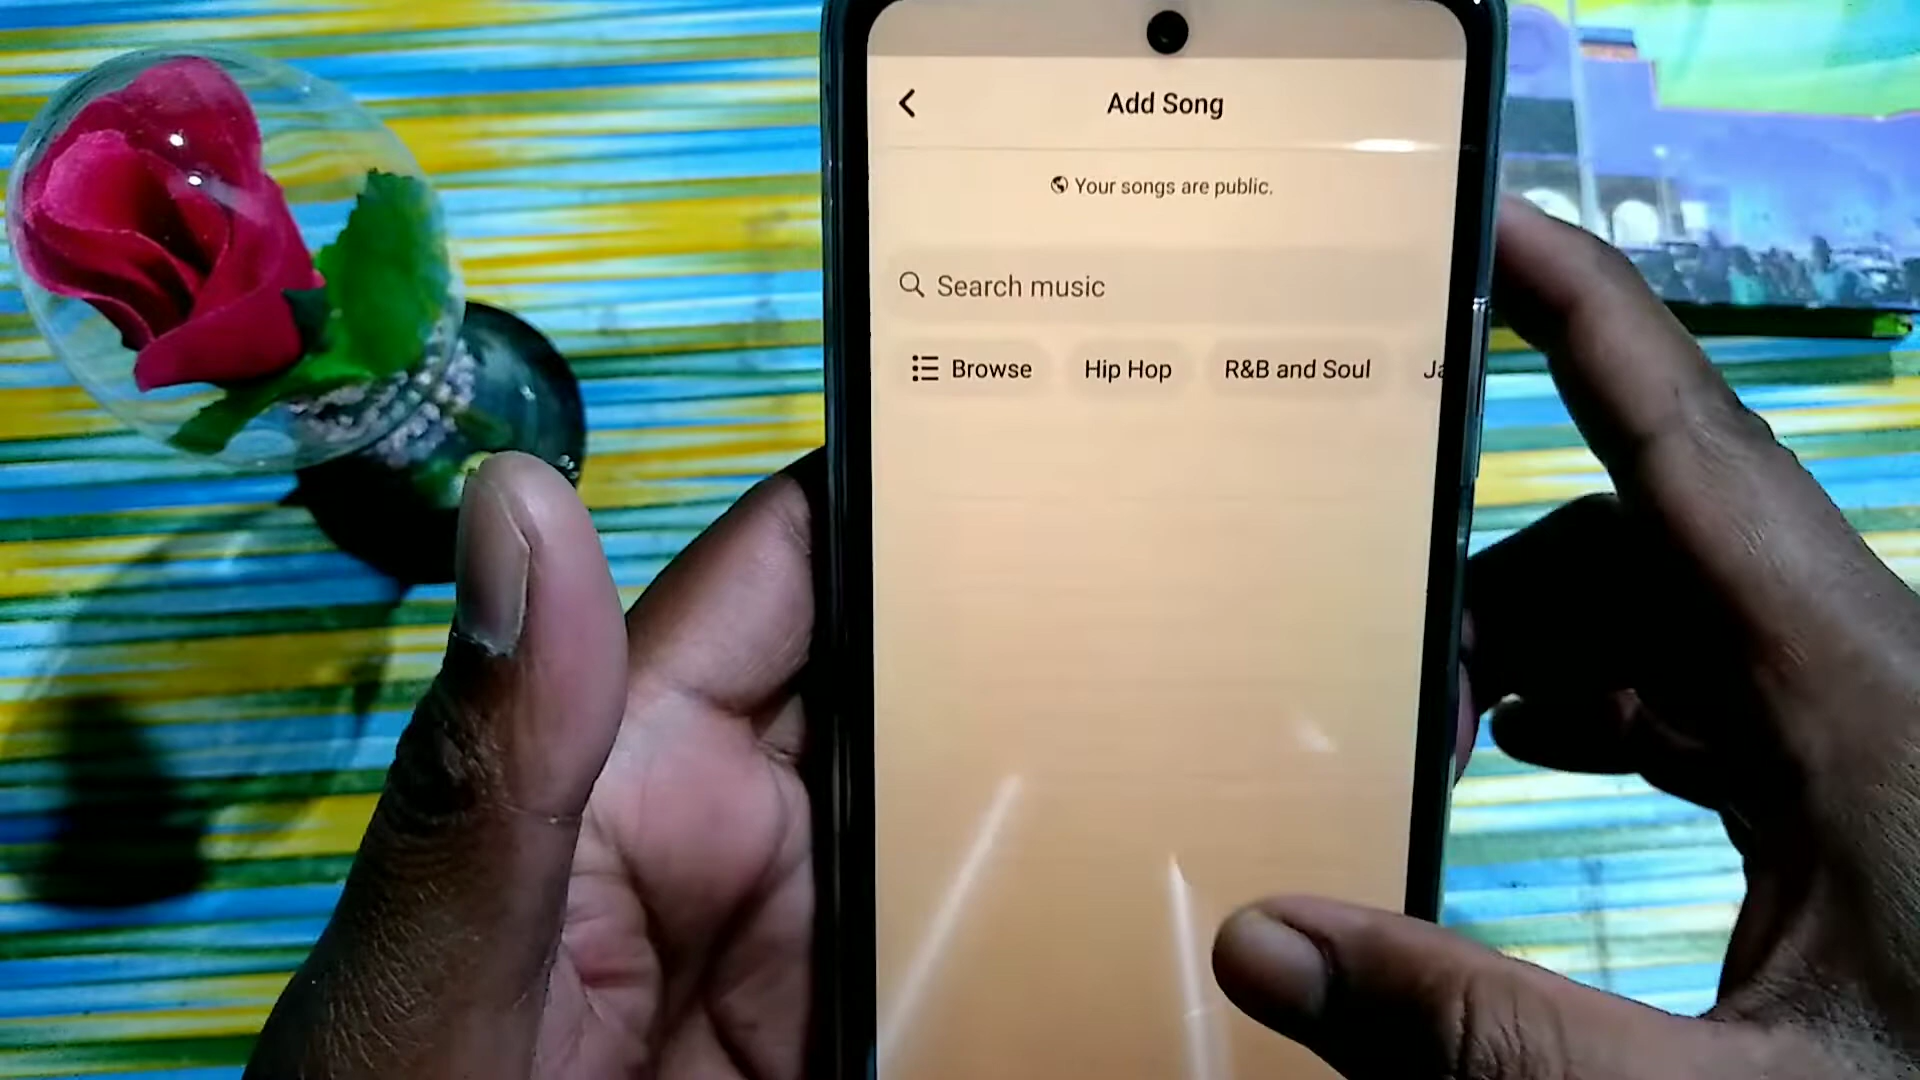 Add Song
Your songs are public.
Search music
Browse Hip Hop R&B and Soul Ja